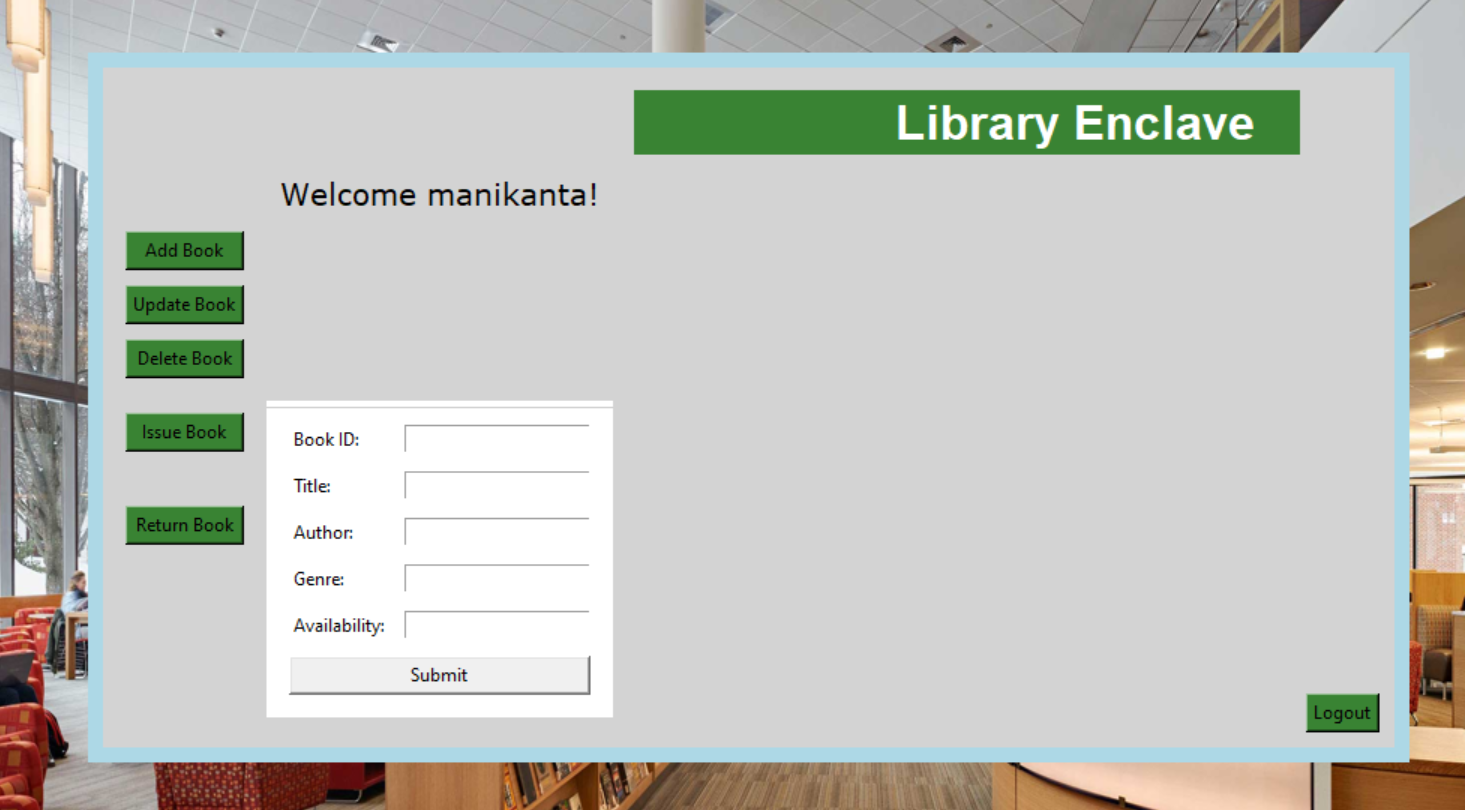 Library Enclave
Welcome manikanta!
Add Book
Update Book
Delete Book
Issue Book
Return Book
Book ID:
Title:
Author:
Genre:
Availability:
Submit
Logout